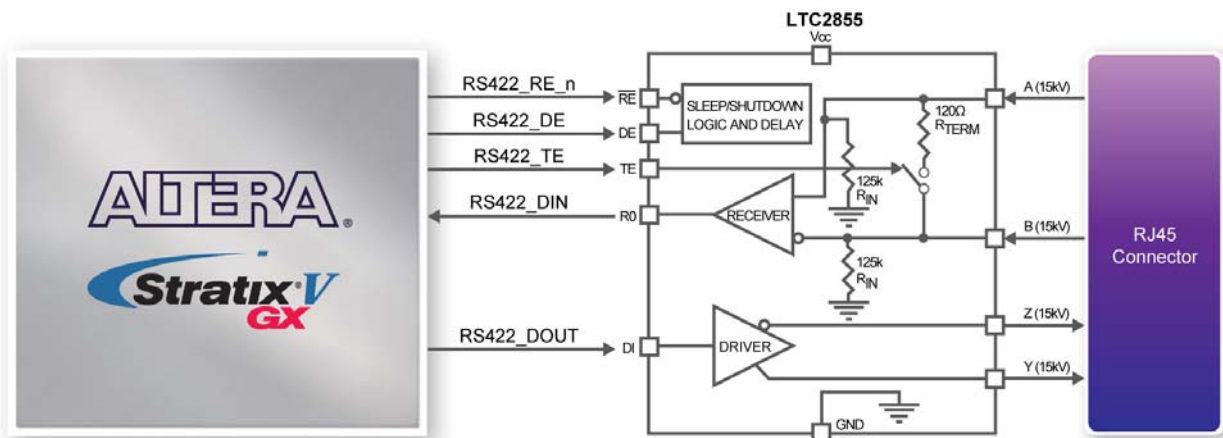 LTC2855
Vcc
ALTERA®
Stratix® V
GX
RS422_RE_n
RS422_DE
RS422_TE
RS422_DIN
RS422_DOUT
RE
DE
TE
R0
DI
SLEEP/SHUTDOWN
LOGIC AND DELAY
RECEIVER
DRIVER
125k
RIN
125k
RIN
120Ω
RTERM
A (15kV)
B (15kV)
Z (15kV)
Y (15kV)
GND
RJ45
Connector